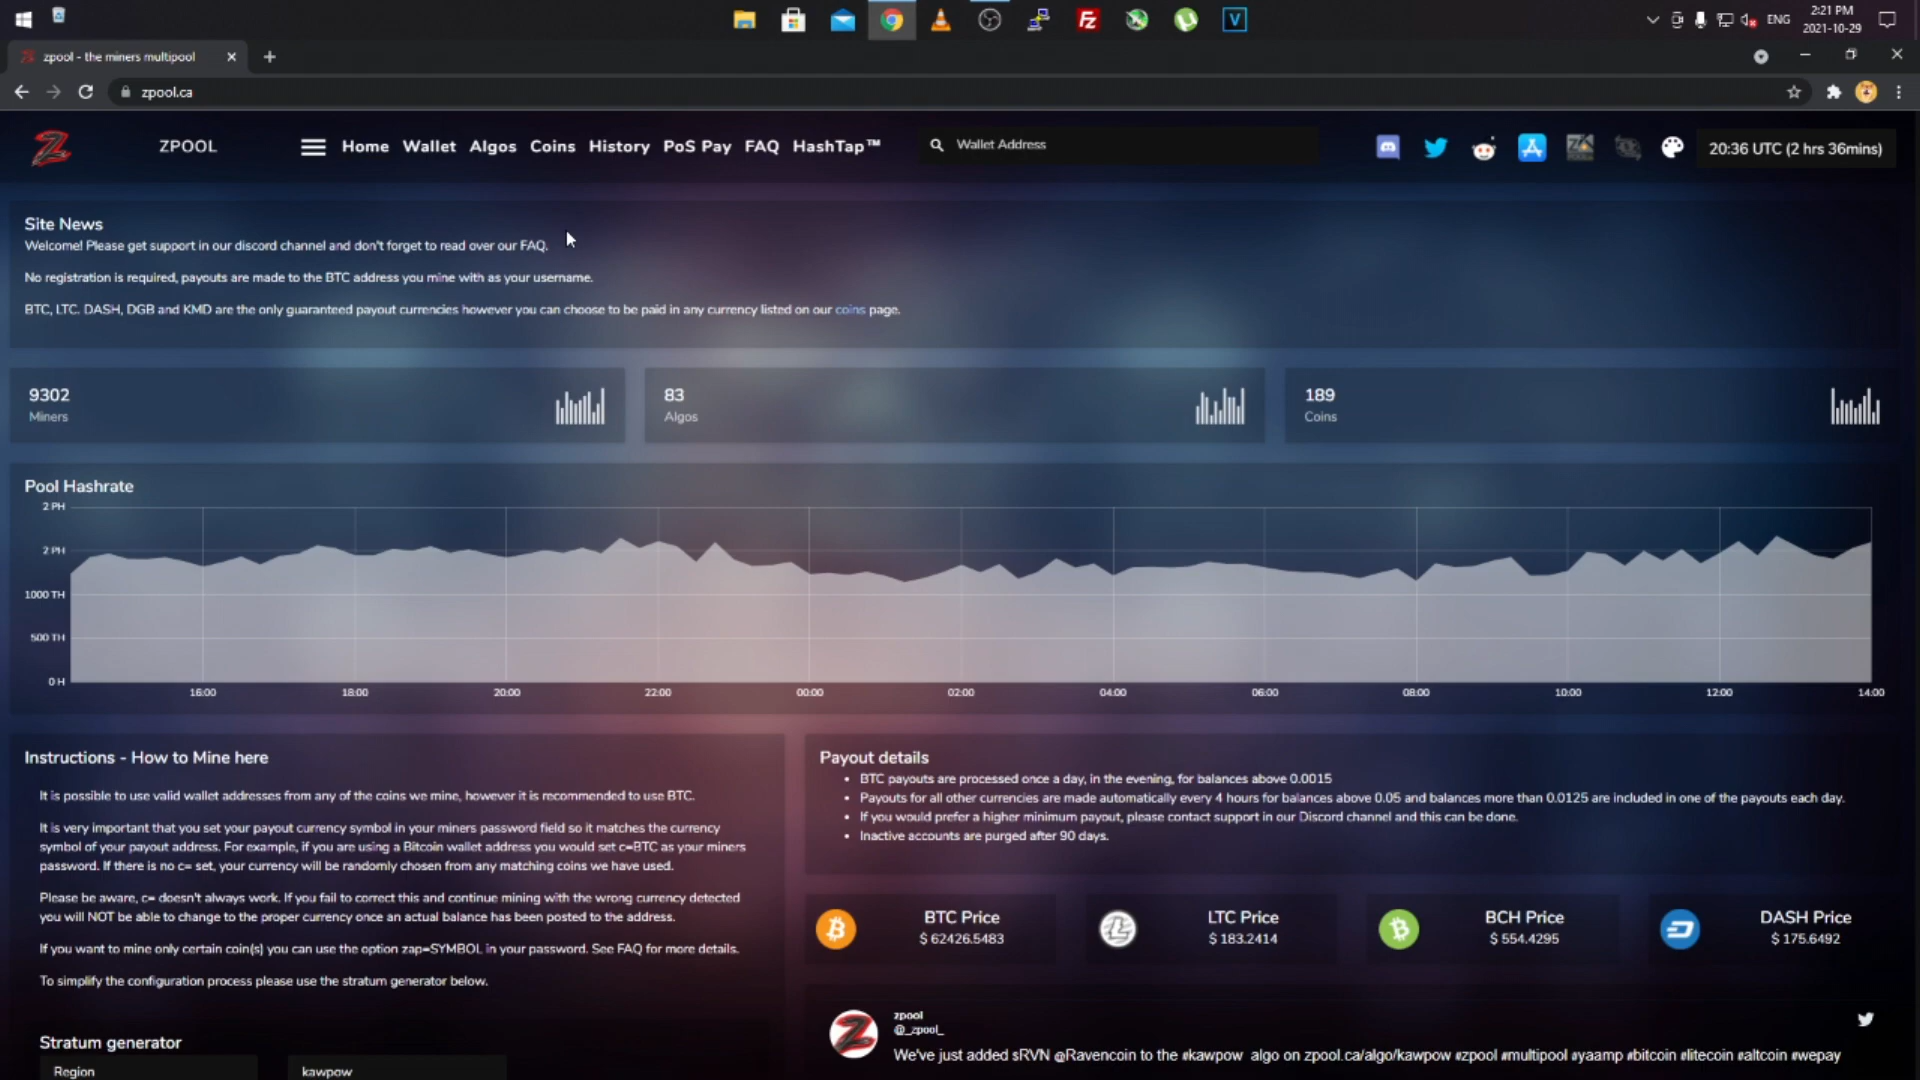 ENG
2:21 PM
2021-10-29
zpool - the miners multipool
zpool.ca
ZPOOL
Home Wallet Algos Coins History PoS Pay FAQ HashTap™
Wallet Address
20:36 UTC (2 hrs 36mins)
Site News
Welcome! Please get support in our discord channel and don't forget to read over our FAQ.
No registration is required, payouts are made to the BTC address you mine with as your username.
BTC, LTC. DASH, DGB and KMD are the only guaranteed payout currencies however you can choose to be paid in any currency listed on our coins page.
9302
Miners
83
Algos
189
Coins
Pool Hashrate
2 PH
2 PH
1000 TH
500 TH
0 H
16:00 18:00 20:00 22:00 00:00 02:00 04:00 06:00 08:00 10:00 12:00 14:00
Instructions - How to Mine here
It is possible to use valid wallet addresses from any of the coins we mine, however it is recommended to use BTC.
It is very important that you set your payout currency symbol in your miners password field so it matches the currency
symbol of your payout address. For example, if you are using a Bitcoin wallet address you would set c=BTC as your miners
password. If there is no c= set, your currency will be randomly chosen from any matching coins we have used.
Please be aware, c= doesn't always work. If you fail to correct this and continue mining with the wrong currency detected
you will NOT be able to change to the proper currency once an actual balance has been posted to the address.
If you want to mine only certain coin(s) you can use the option zap=SYMBOL in your password. See FAQ for more details.
To simplify the configuration process please use the stratum generator below.
Stratum generator
Region
kawpow
Payout details
• BTC payouts are processed once a day, in the evening, for balances above 0.0015
• Payouts for all other currencies are made automatically every 4 hours for balances above 0.05 and balances more than 0.0125 are included in one of the payouts each day.
• If you would prefer a higher minimum payout, please contact support in our Discord channel and this can be done.
• Inactive accounts are purged after 90 days.
BTC Price
$ 62426.5483
LTC Price
$ 183.2414
BCH Price
$ 554.4295
DASH Price
$ 175.6492
zpool
@_zpool_
We've just added $RVN @Ravencoin to the #kawpow algo on zpool.ca/algo/kawpow #zpool #multipool #yaamp #bitcoin #litecoin #altcoin #wepay